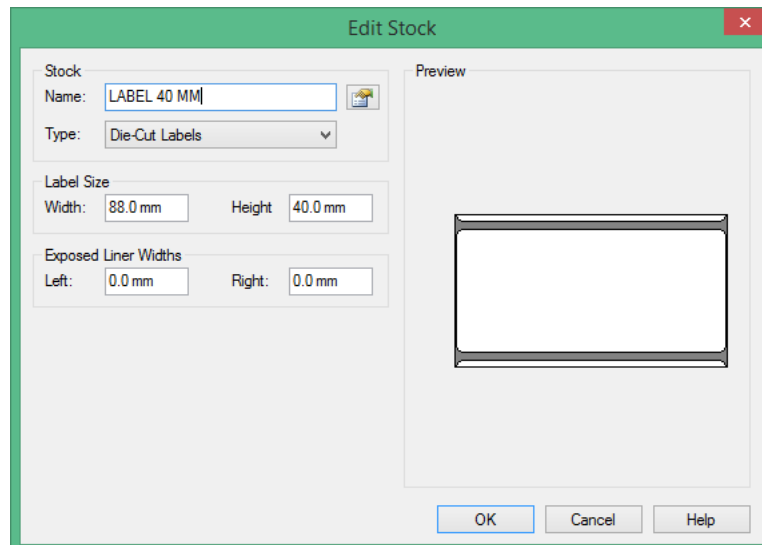 Edit Stock
Stock
Name: LABEL 40 MM
Type: Die-Cut Labels
Label Size
Width: 88.0 mm Height 40.0 mm
Exposed Liner Widths
Left: 0.0 mm Right: 0.0 mm
Preview
OK Cancel Help